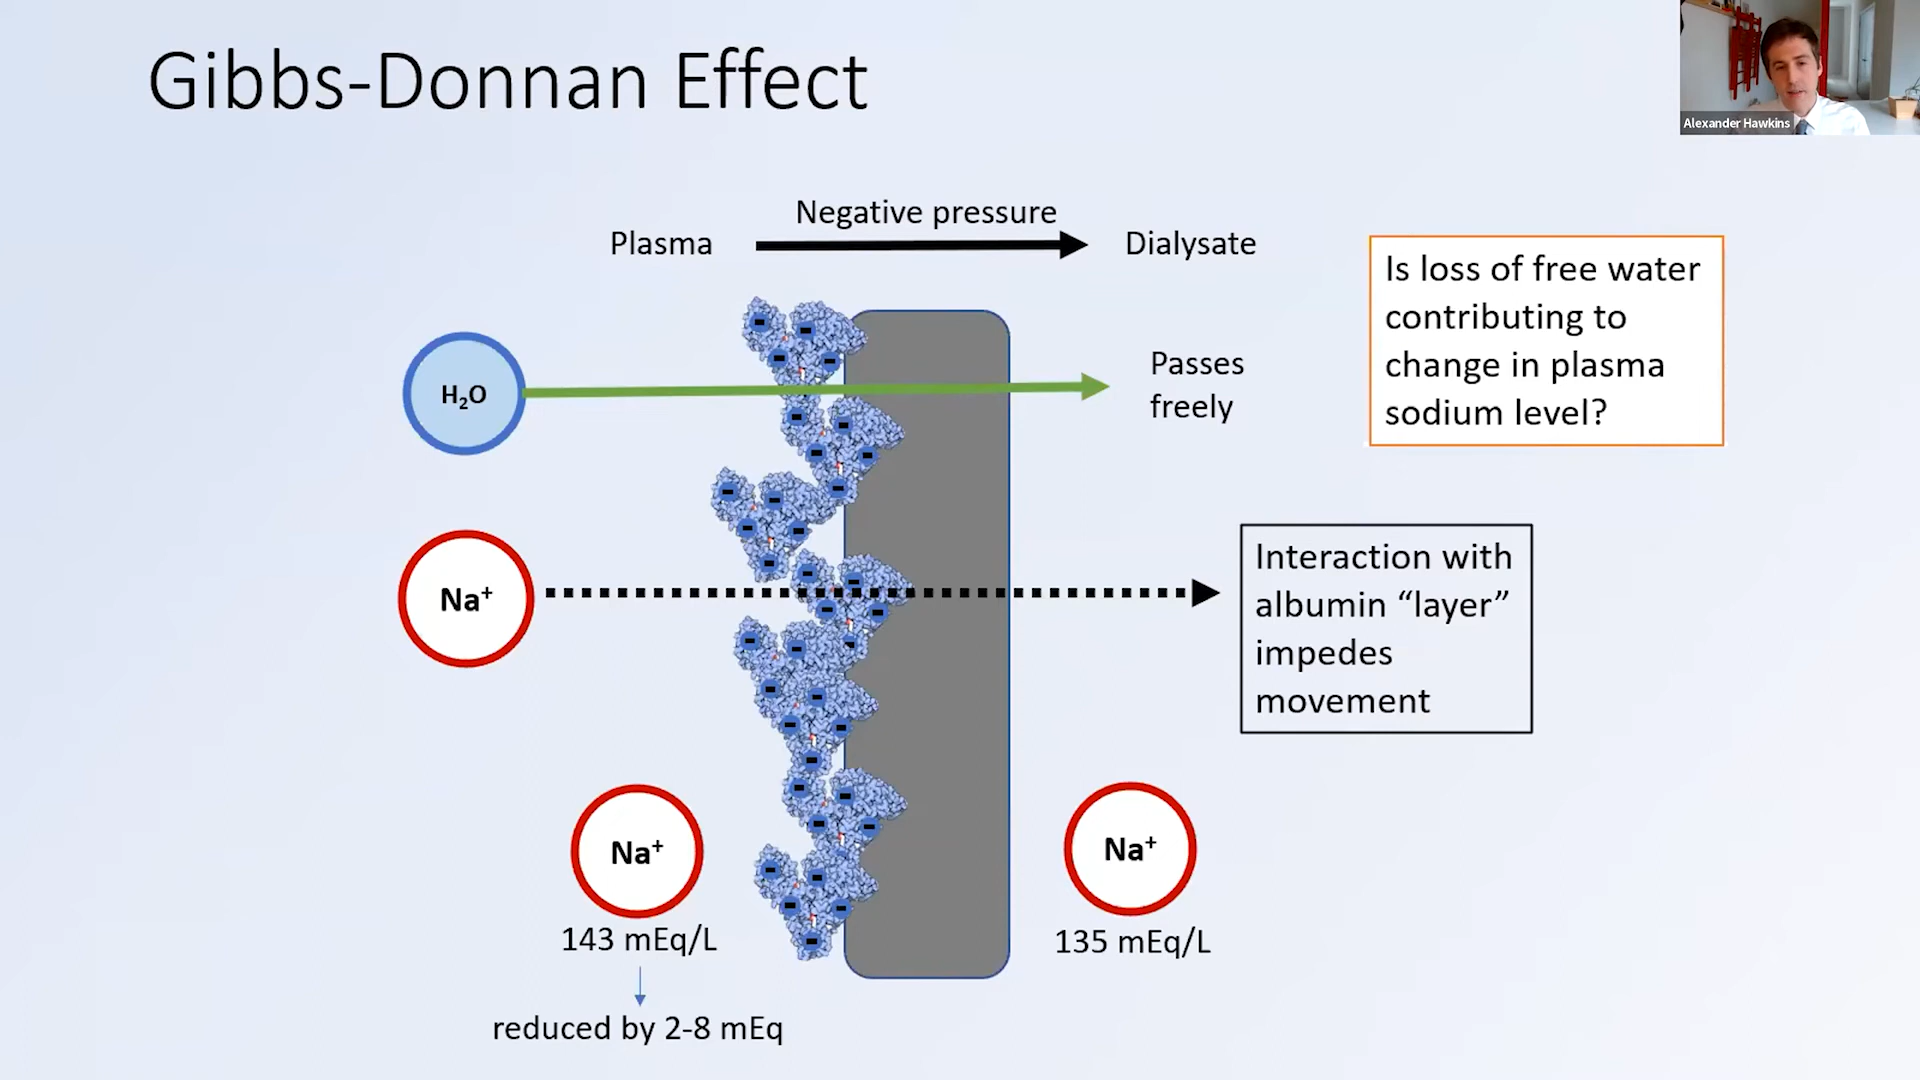 Gibbs-Donnan Effect
Alexander Hawkins
Negative pressure
Plasma
Dialysate
Is loss of free water
contributing to
change in plasma
sodium level?
H₂O
Passes
freely
Na⁺
Interaction with
albumin “layer”
impedes
movement
Na⁺
Na⁺
143 mEq/L
135 mEq/L
reduced by 2-8 mEq